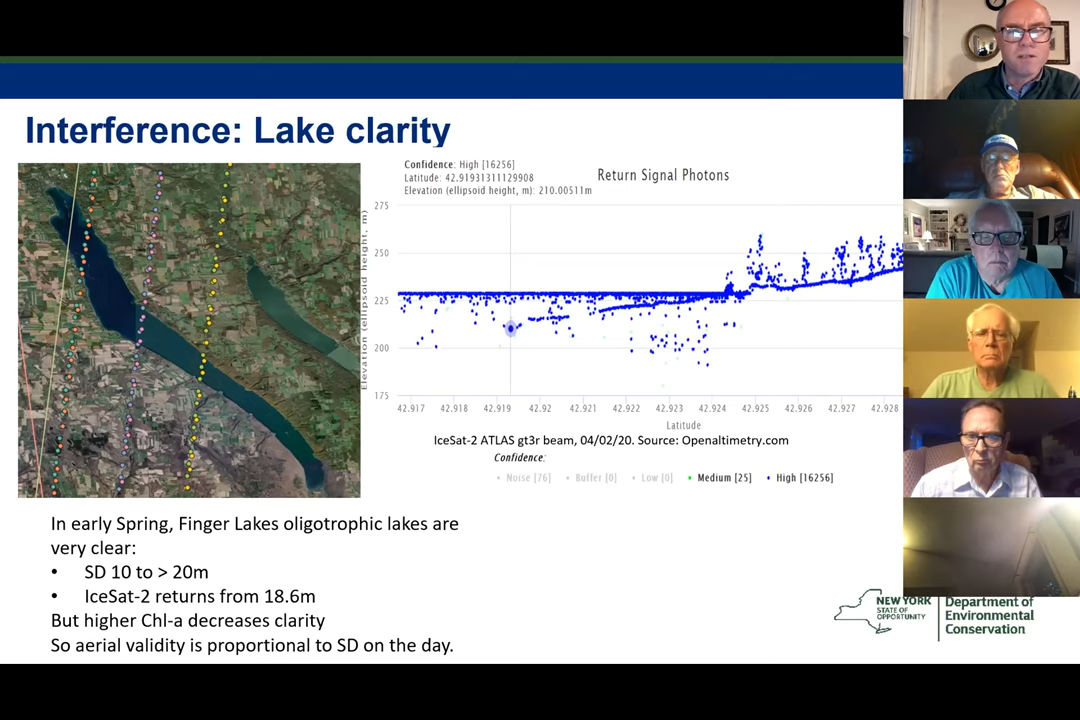 Interference: Lake clarity
Confidence: High [16256]
Latitude: 42.91931311129908
Elevation (ellipsoid height, m): 210.00511m
Return Signal Photons
Elevation (ellipsoid height, m)
275
250
225
200
175
42.917 42.918 42.919 42.92 42.921 42.922 42.923 42.924 42.925 42.926 42.927 42.928
Latitude
IceSat-2 ATLAS gt3r beam, 04/02/20. Source: Openaltimetry.com
Confidence:
Noise [76] Buffer [0] Low [0] Medium [25] High [16256]
In early Spring, Finger Lakes oligotrophic lakes are
very clear:
• SD 10 to > 20m
• IceSat-2 returns from 18.6m
But higher Chl-a decreases clarity
So aerial validity is proportional to SD on the day.
NEW YORK
STATE OF
OPPORTUNITY
Department of
Environmental
Conservation